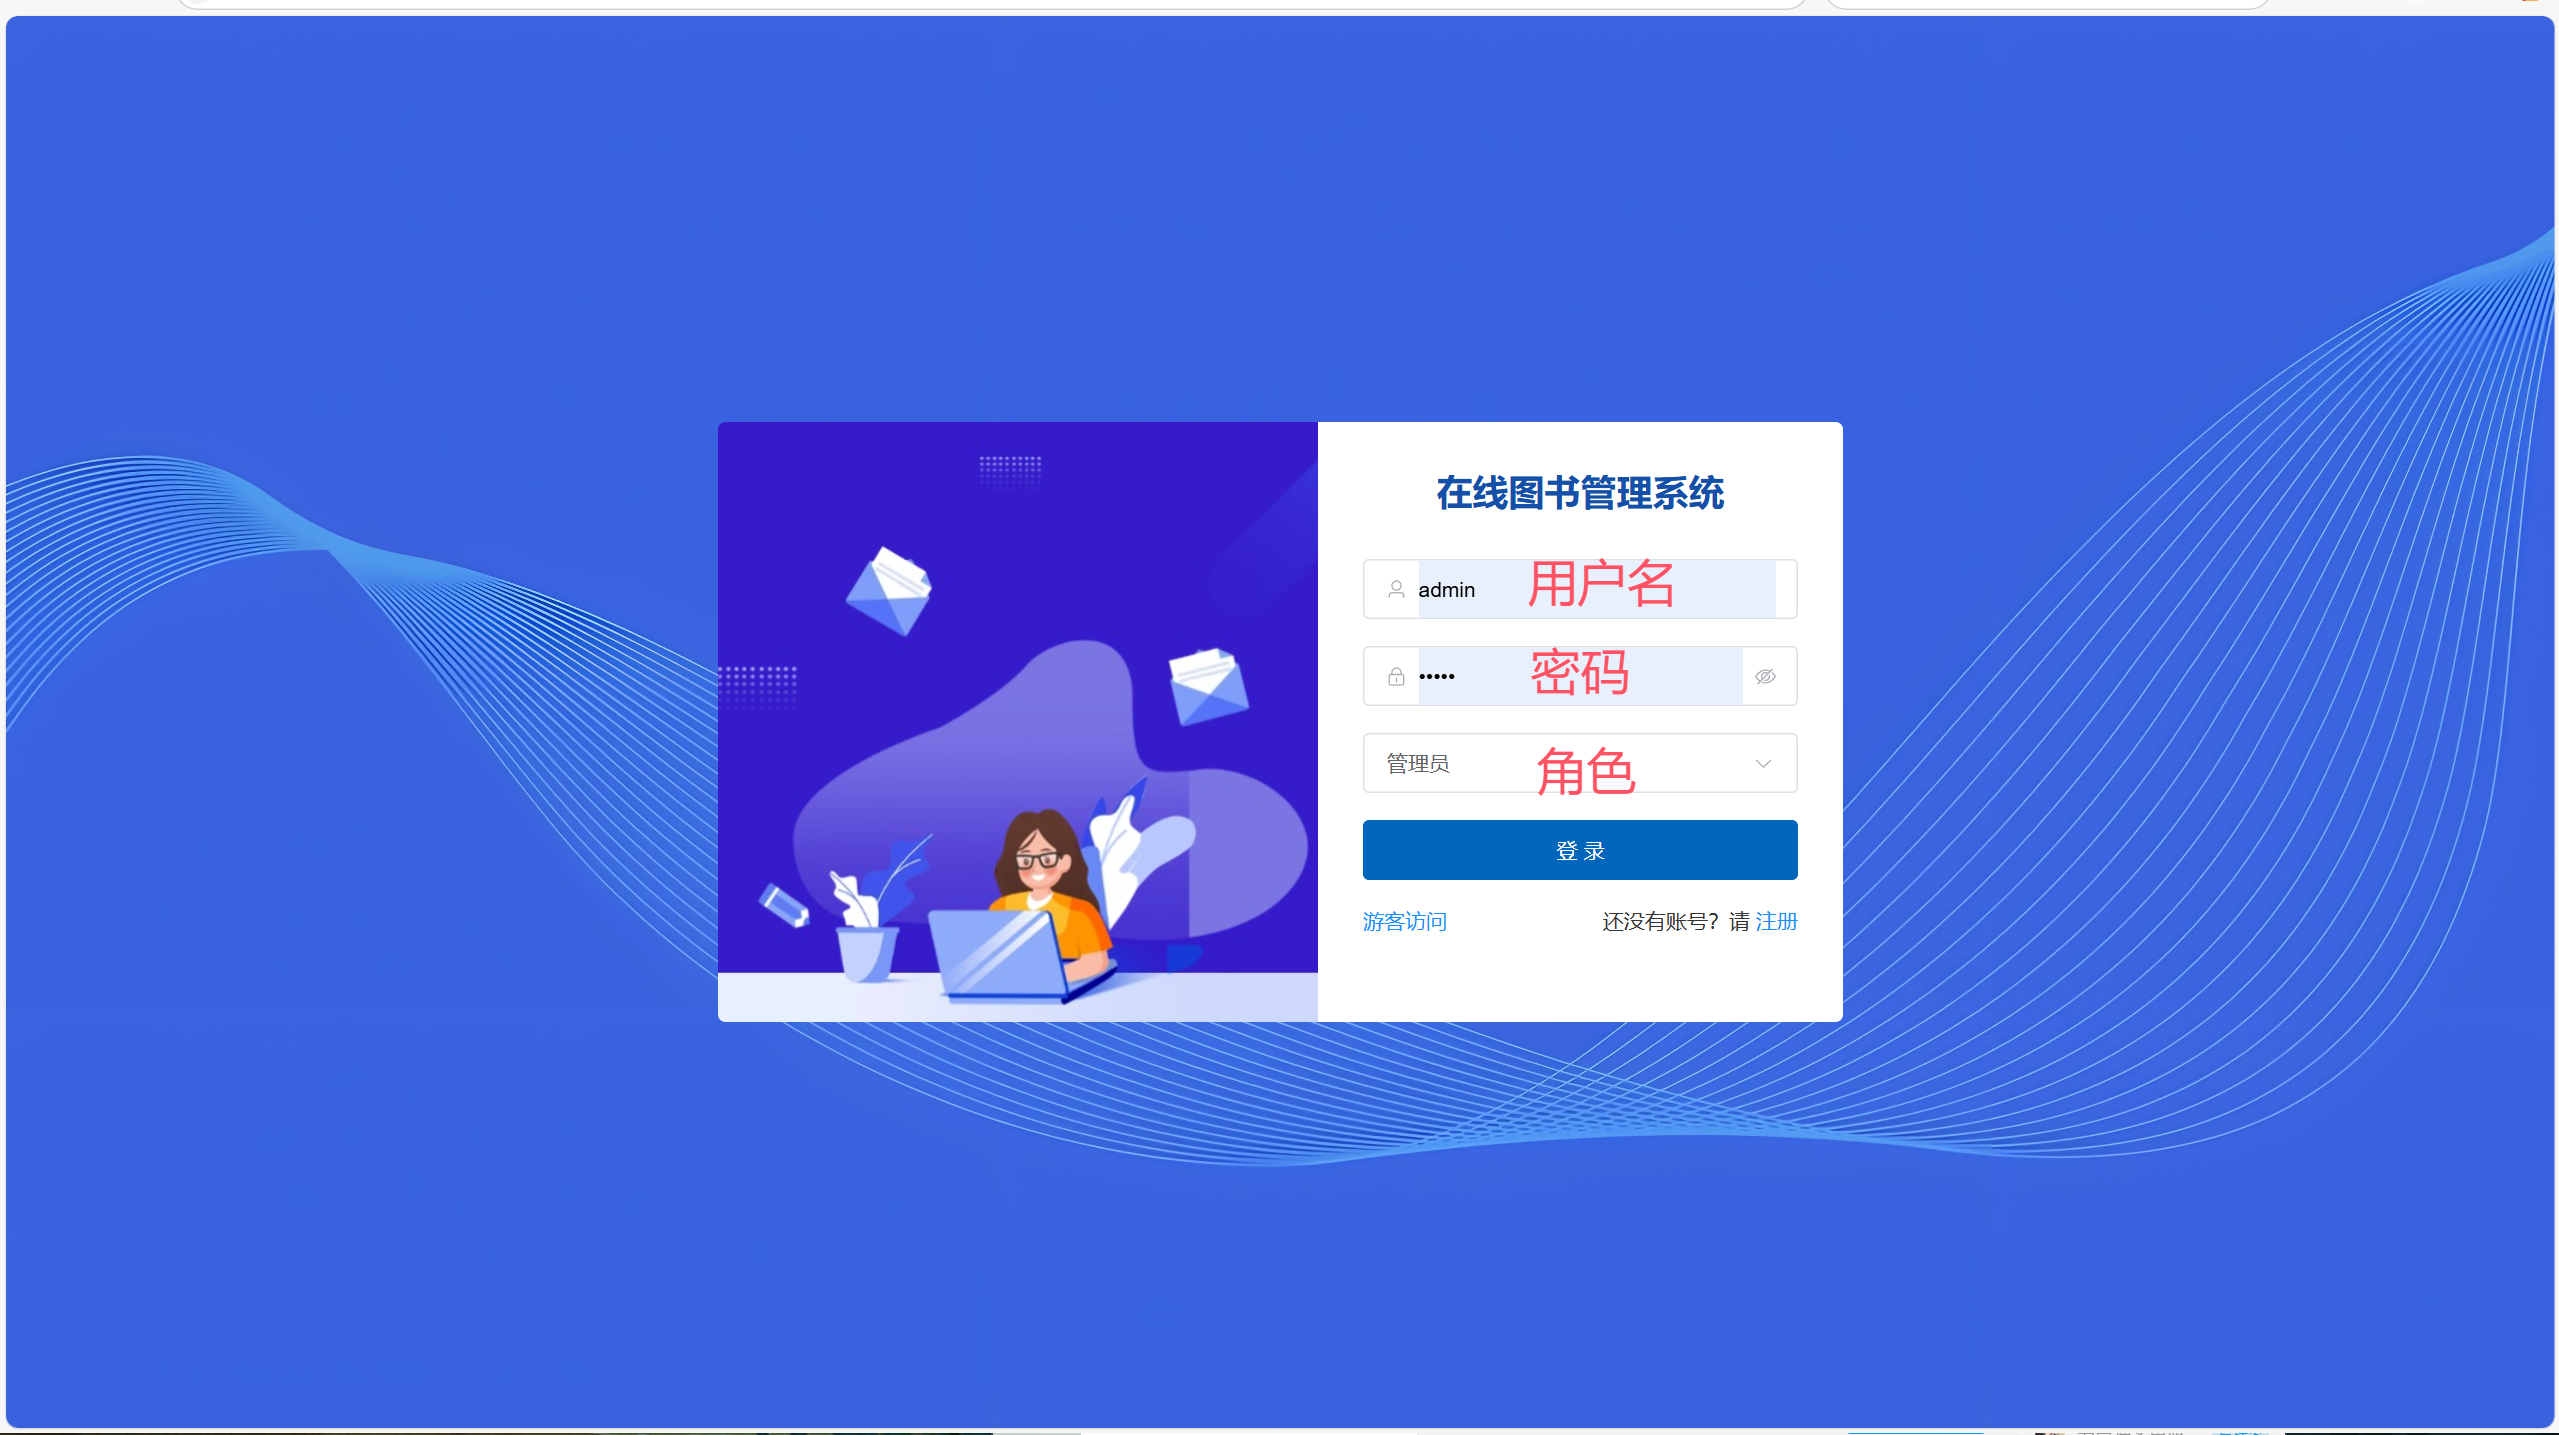 在线图书管理系统
admin 用户名
••••• 密码
管理员 角色
登 录
游客访问 还没有账号？请 注册